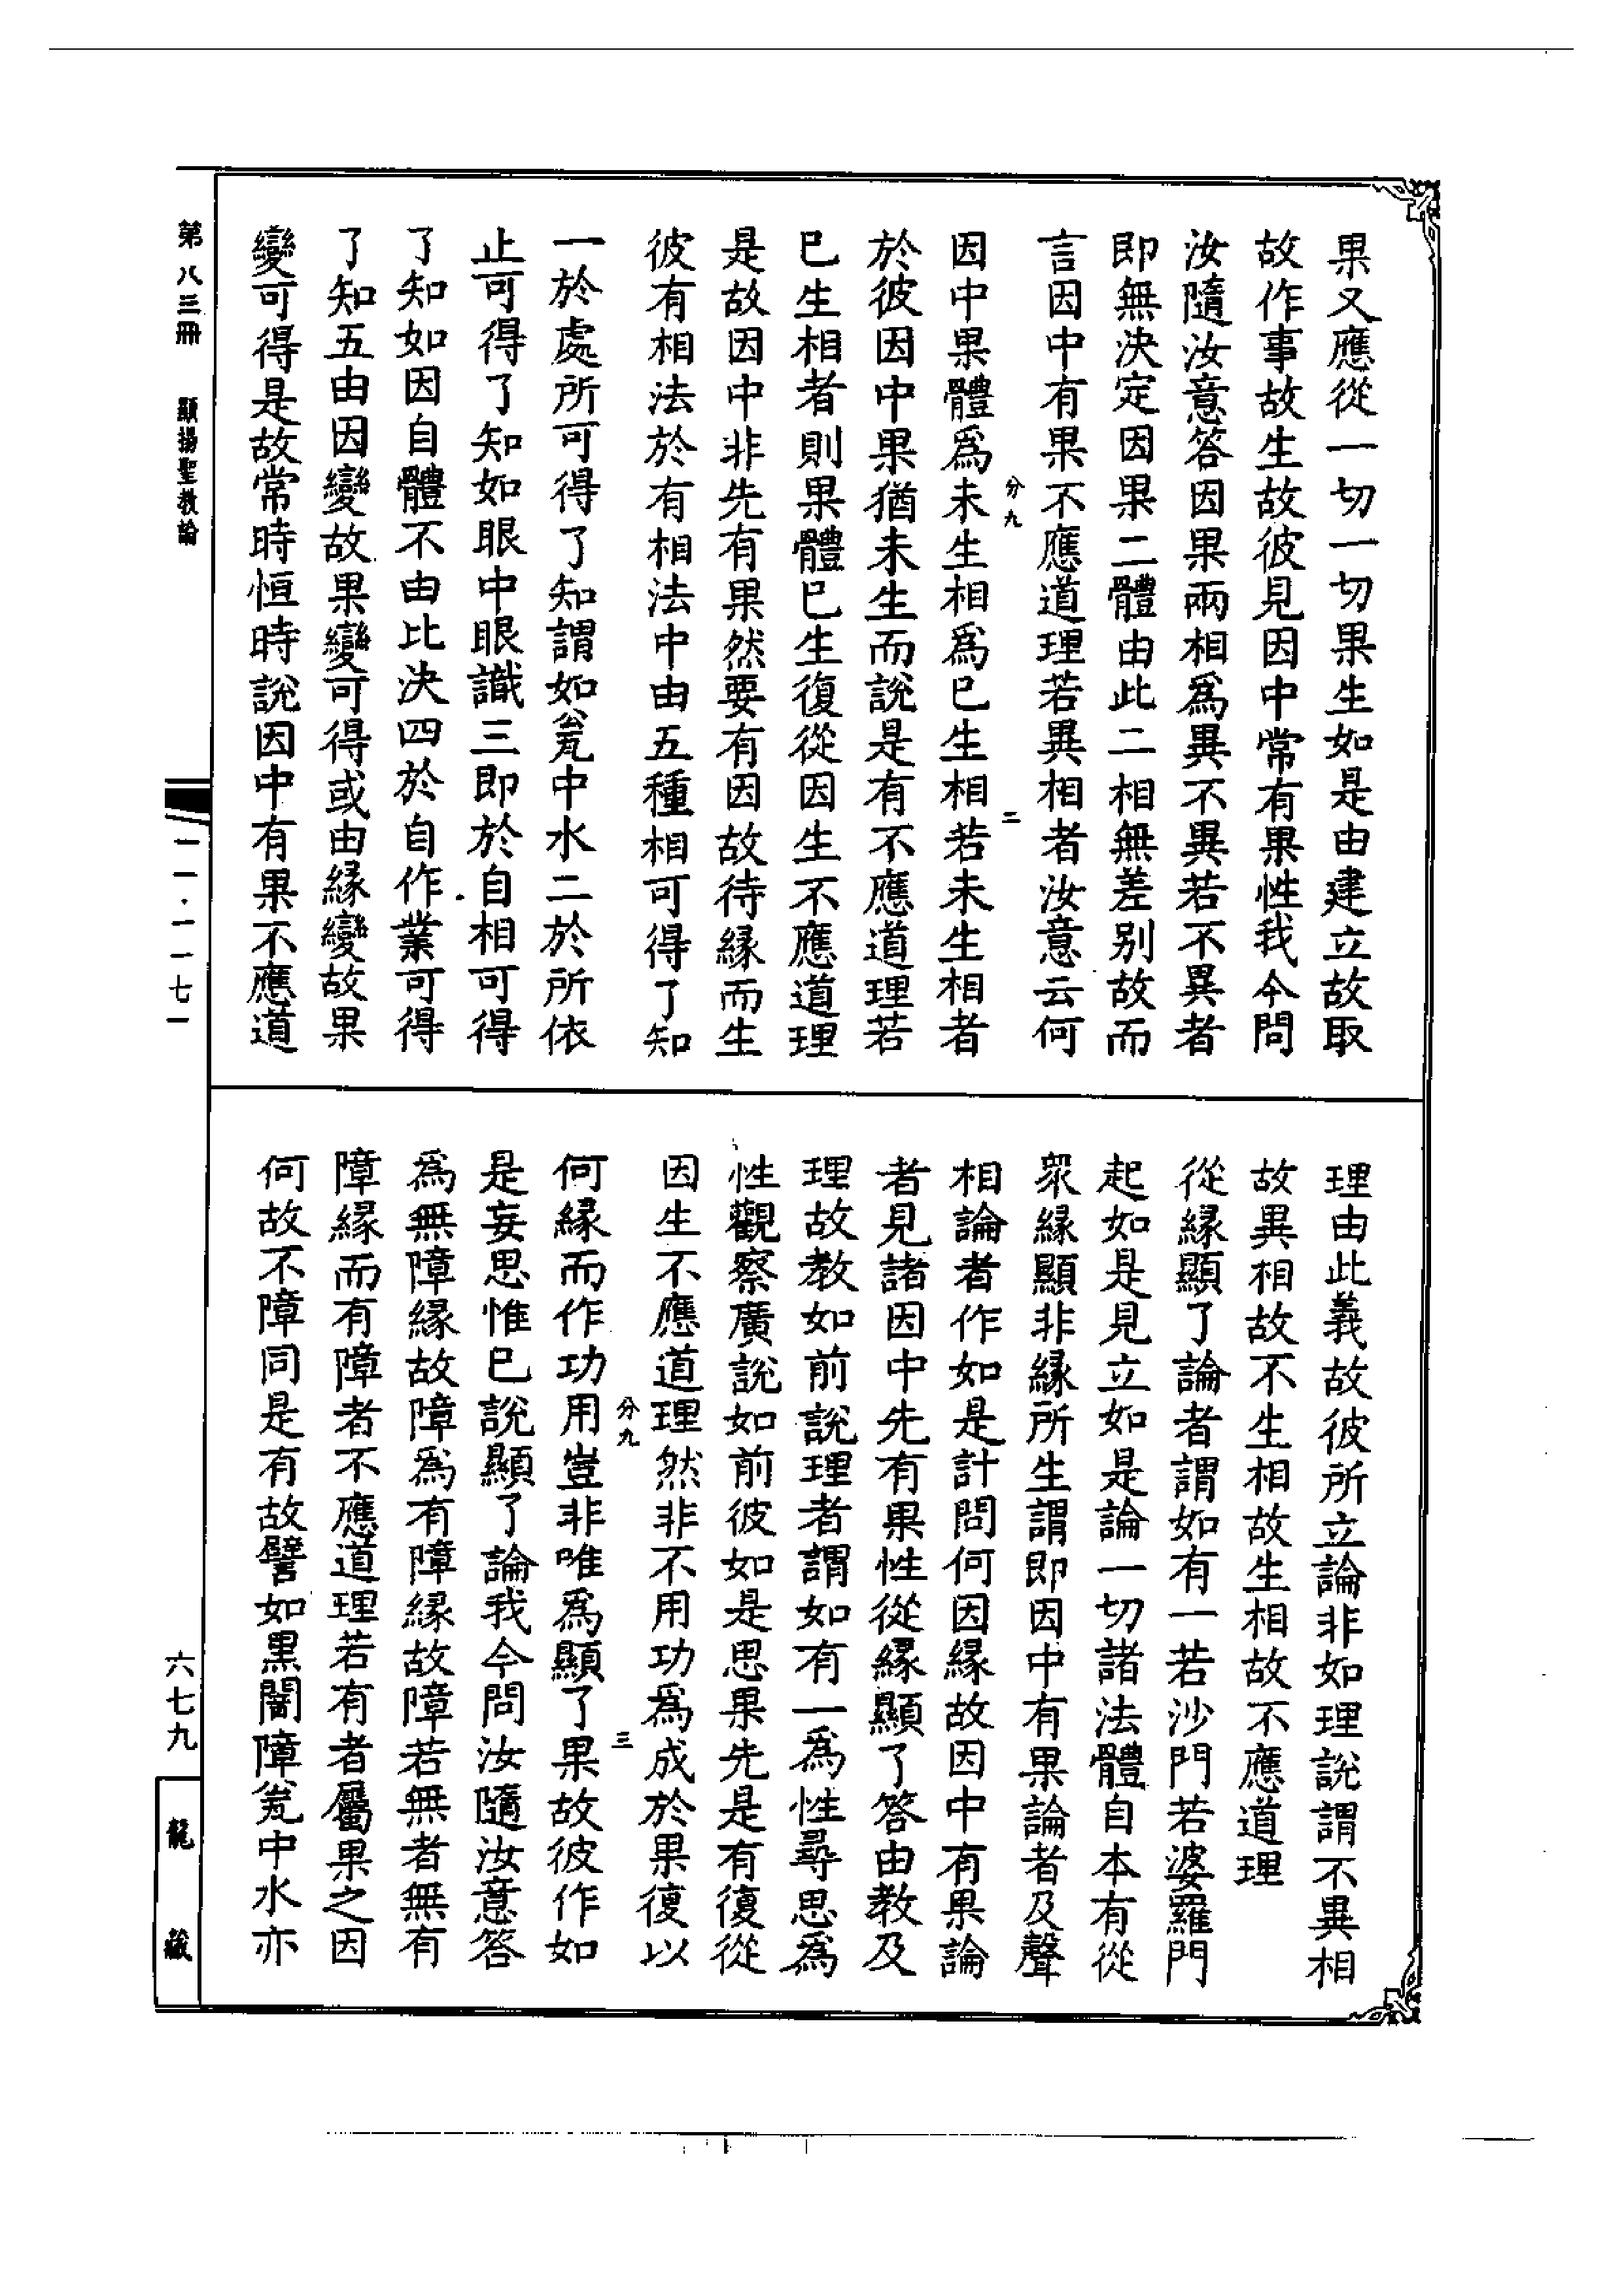 果又應從一切一切果生如是由建立故取
故作事故生故彼見因中常有果性我今問
汝隨汝意答因果兩相爲異不異若不異者
即無決定因果二體由此二相無差别故而
言因中有果不應道理若異相者汝意云何
分九 二
因中果體爲未生相爲已生相若未生相者
於彼因中果猶未生而說是有不應道理若
已生相者則果體已生復從因生不應道理
是故因中非先有果然要有因故待緣而生
彼有相法於有相法中由五種相可得了知
一於處所可得了知謂如瓮中水二於所依
止可得了知如眼中眼識三即於自相可得
了知如因自體不由比決四於自作業可得
了知五由因變故果變可得或由緣變故果
變可得是故常時恒時說因中有果不應道
理由此義故彼所立論非如理說謂不異相
故異相故不生相故生相故不應道理
從緣顯了論者謂如有一若沙門若婆羅門
起如是見立如是論一切諸法體自本有從
衆緣顯非緣所生謂即因中有果論者及聲
相論者作如是計問何因緣故因中有果論
者見諸因中先有果性從緣顯了答由教及
理故教如前說理者謂如有一爲性尋思爲
性觀察廣說如前彼如是思果先是有復從
因生不應道理然非不用功爲成於果復以
分九 三
何緣而作功用豈非唯爲顯了果故彼作如
是妄思惟已說顯了論我今問汝隨汝意答
爲無障緣故障爲有障緣故障若無者無有
障緣而有障者不應道理若有者屬果之因
何故不障同是有故譬如黑闇障瓮中水亦
第八三冊 顯揚聖教論
一一·一一七一
六七九
龍藏